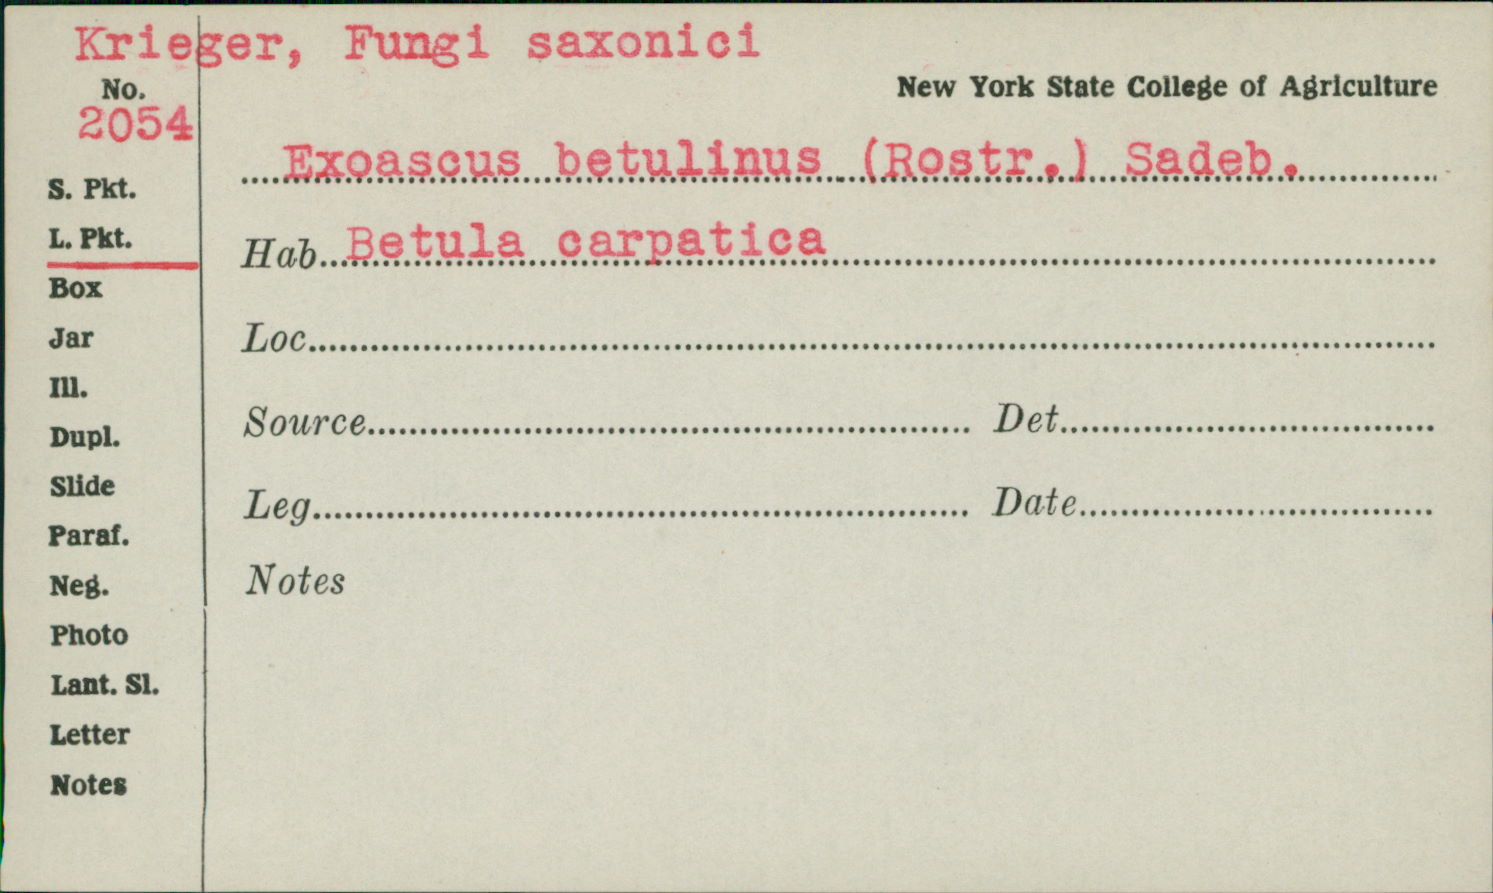 Krieger, Fungi saxonici
New York State College of Agriculture
No.
2054
Exoascus betulinus (Rostr.) Sadeb.
S. Pkt.
L. Pkt.
Box
Jar
Ill.
Dupl.
Slide
Paraf.
Neg.
Photo
Lant. Sl.
Letter
Notes
Hab. Betula carpatica
Loc.
Source Det.
Leg. Date
Notes